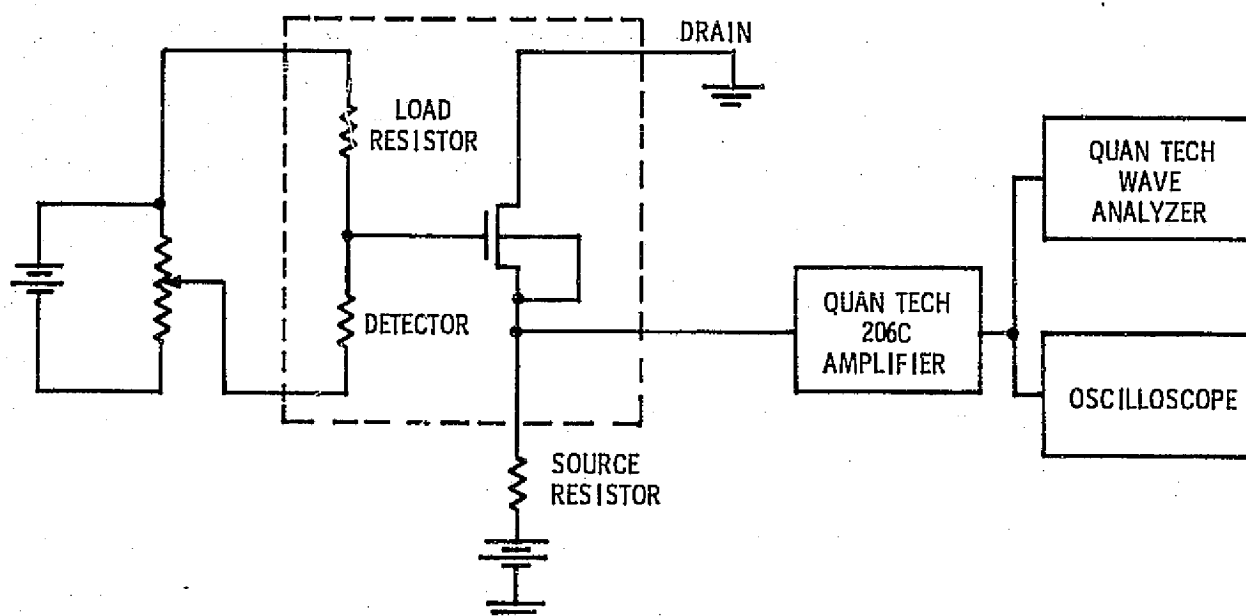 DRAIN
LOAD
RESISTOR
DETECTOR
SOURCE
RESISTOR
QUAN TECH
206C
AMPLIFIER
QUAN TECH
WAVE
ANALYZER
OSCILLOSCOPE